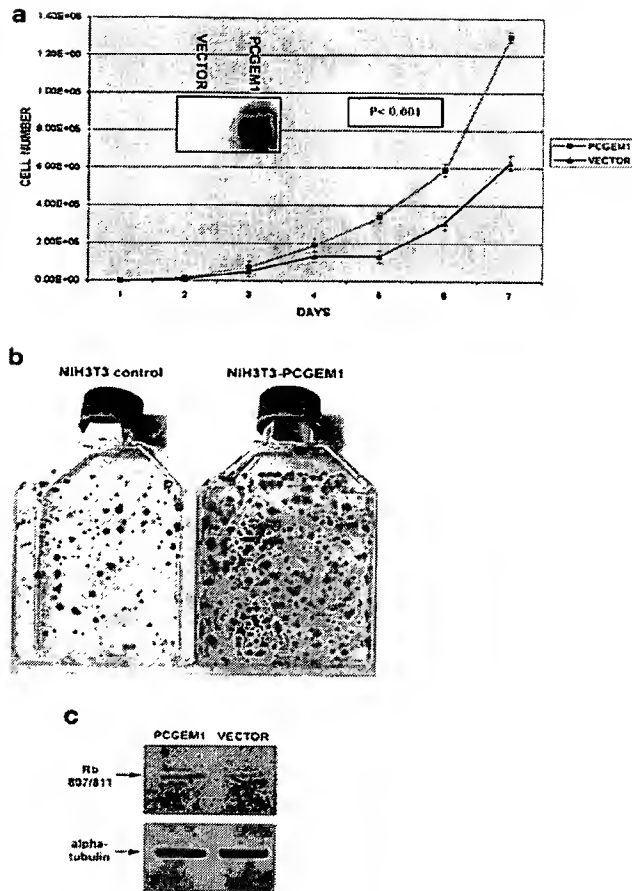 a
1.40E+06
1.20E+06
1.00E+06
8.00E+05
6.00E+05
4.00E+05
2.00E+05
0.00E+00
CELL NUMBER
VECTOR
PCGEM1
P< 0.001
PCGEM1
VECTOR
1 2 3 4 5 6 7
DAYS
b
NIH3T3 control NIH3T3-PCGEM1
c
PCGEM1 VECTOR
Rb
807/811
alpha-
tubulin